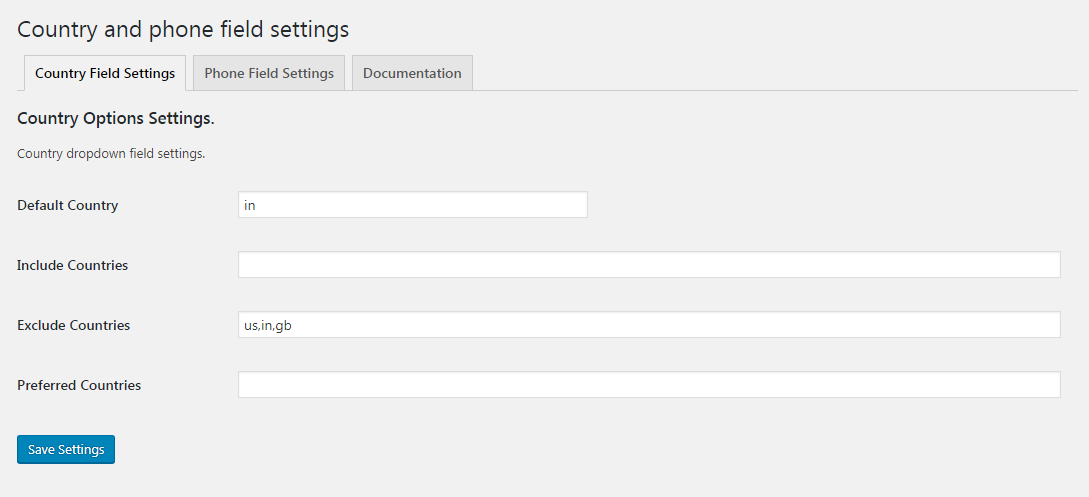 Country and phone field settings
Country Field Settings Phone Field Settings Documentation
Country Options Settings.
Country dropdown field settings.
Default Country in
Include Countries
Exclude Countries us,in,gb
Preferred Countries
Save Settings